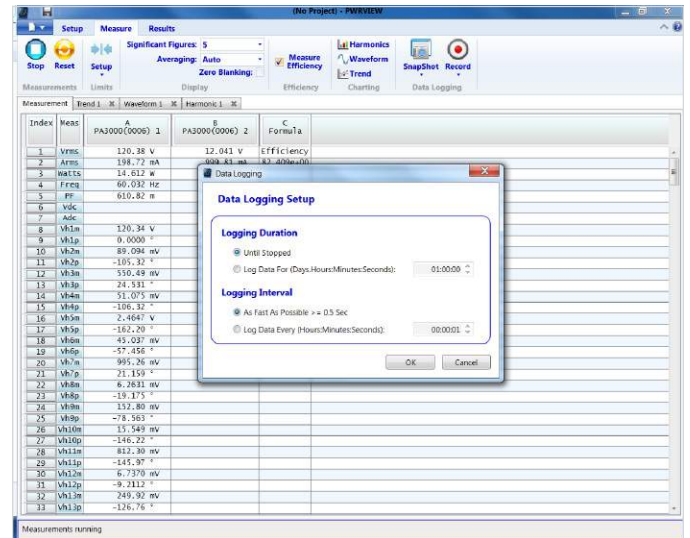 (No Project) - PWRVIEW
Setup Measure Results
Stop Reset Setup
Significant Figures: 5
Averaging: Auto
Zero Blanking:
Measure Efficiency
Harmonics
Waveform
Trend
SnapShot Record
Measurements Limits Display Efficiency Charting Data Logging
Measurement Trend 1 Waveform 1 Harmonic 1
Index Meas A B C
PA3000(0006) 1 PA3000(0006) 2 Formula
1 Vrms 120.38 V 12.041 V Efficiency
2 Arms 198.72 mA 999.81 mA 82.409e+00
3 Watts 14.612 W
4 Freq 60.032 Hz
5 PF 610.82 m
6 Vdc
7 Adc
8 Vh1m 120.34 V
9 Vh1p 0.0000 °
10 Vh2m 89.094 mV
11 Vh2p -105.32 °
12 Vh3m 550.49 mV
13 Vh3p 24.531 °
14 Vh4m 51.075 mV
15 Vh4p -106.32 °
16 Vh5m 2.4647 V
17 Vh5p -162.20 °
18 Vh6m 45.037 mV
19 Vh6p -57.456 °
20 Vh7m 995.26 mV
21 Vh7p 21.159 °
22 Vh8m 6.2631 mV
23 Vh8p -19.175 °
24 Vh9m 152.80 mV
25 Vh9p -78.563 °
26 Vh10m 15.549 mV
27 Vh10p -146.22 °
28 Vh11m 812.30 mV
29 Vh11p -145.97 °
30 Vh12m 6.7370 mV
31 Vh12p -9.2112 °
32 Vh13m 249.92 mV
33 Vh13p -126.76 °
Data Logging
Data Logging Setup
Logging Duration
Until Stopped
Log Data For (Days.Hours:Minutes:Seconds): 01:00:00
Logging Interval
As Fast As Possible >= 0.5 Sec
Log Data Every (Hours:Minutes:Seconds): 00:00:01
OK Cancel
Measurements running